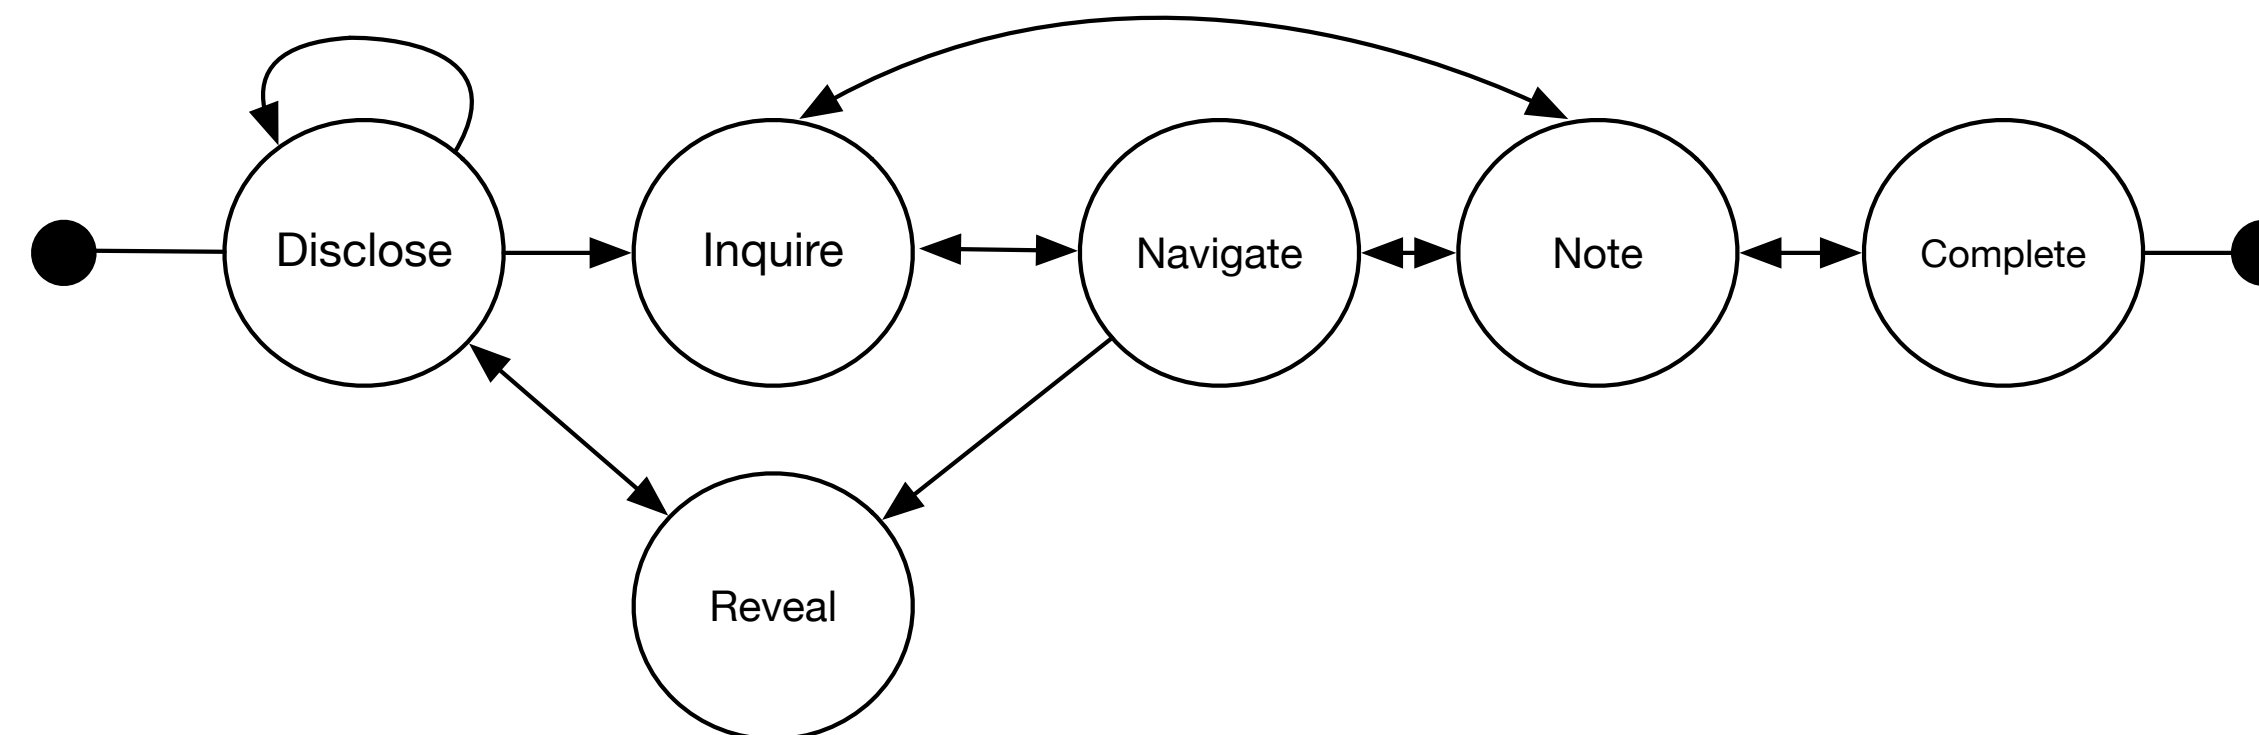 Disclose
Inquire
Navigate
Note
Complete
Reveal